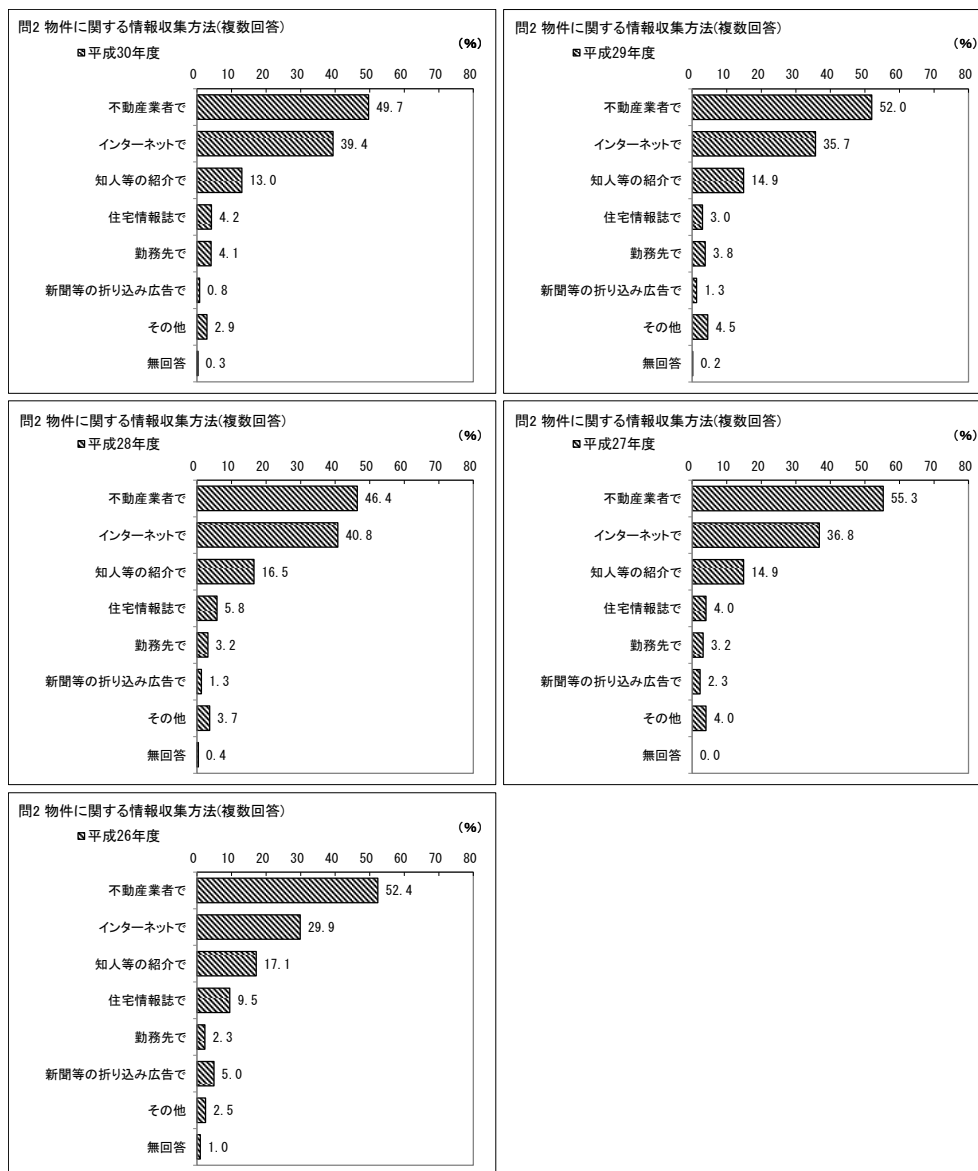 問2 物件に関する情報収集方法(複数回答)
平成30年度
(%)
0 10 20 30 40 50 60 70 80
不動産業者で 49.7
インターネットで 39.4
知人等の紹介で 13.0
住宅情報誌で 4.2
勤務先で 4.1
新聞等の折り込み広告で 0.8
その他 2.9
無回答 0.3
問2 物件に関する情報収集方法(複数回答)
平成29年度
(%)
0 10 20 30 40 50 60 70 80
不動産業者で 52.0
インターネットで 35.7
知人等の紹介で 14.9
住宅情報誌で 3.0
勤務先で 3.8
新聞等の折り込み広告で 1.3
その他 4.5
無回答 0.2
問2 物件に関する情報収集方法(複数回答)
平成28年度
(%)
0 10 20 30 40 50 60 70 80
不動産業者で 46.4
インターネットで 40.8
知人等の紹介で 16.5
住宅情報誌で 5.8
勤務先で 3.2
新聞等の折り込み広告で 1.3
その他 3.7
無回答 0.4
問2 物件に関する情報収集方法(複数回答)
平成27年度
(%)
0 10 20 30 40 50 60 70 80
不動産業者で 55.3
インターネットで 36.8
知人等の紹介で 14.9
住宅情報誌で 4.0
勤務先で 3.2
新聞等の折り込み広告で 2.3
その他 4.0
無回答 0.0
問2 物件に関する情報収集方法(複数回答)
平成26年度
(%)
0 10 20 30 40 50 60 70 80
不動産業者で 52.4
インターネットで 29.9
知人等の紹介で 17.1
住宅情報誌で 9.5
勤務先で 2.3
新聞等の折り込み広告で 5.0
その他 2.5
無回答 1.0